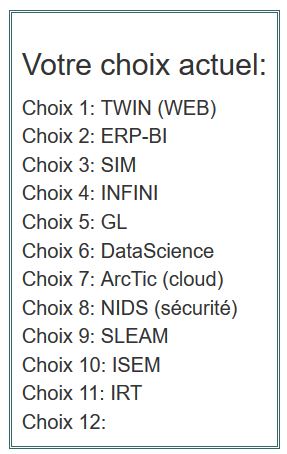 Votre choix actuel:
Choix 1: TWIN (WEB)
Choix 2: ERP-BI
Choix 3: SIM
Choix 4: INFINI
Choix 5: GL
Choix 6: DataScience
Choix 7: ArcTic (cloud)
Choix 8: NIDS (sécurité)
Choix 9: SLEAM
Choix 10: ISEM
Choix 11: IRT
Choix 12: